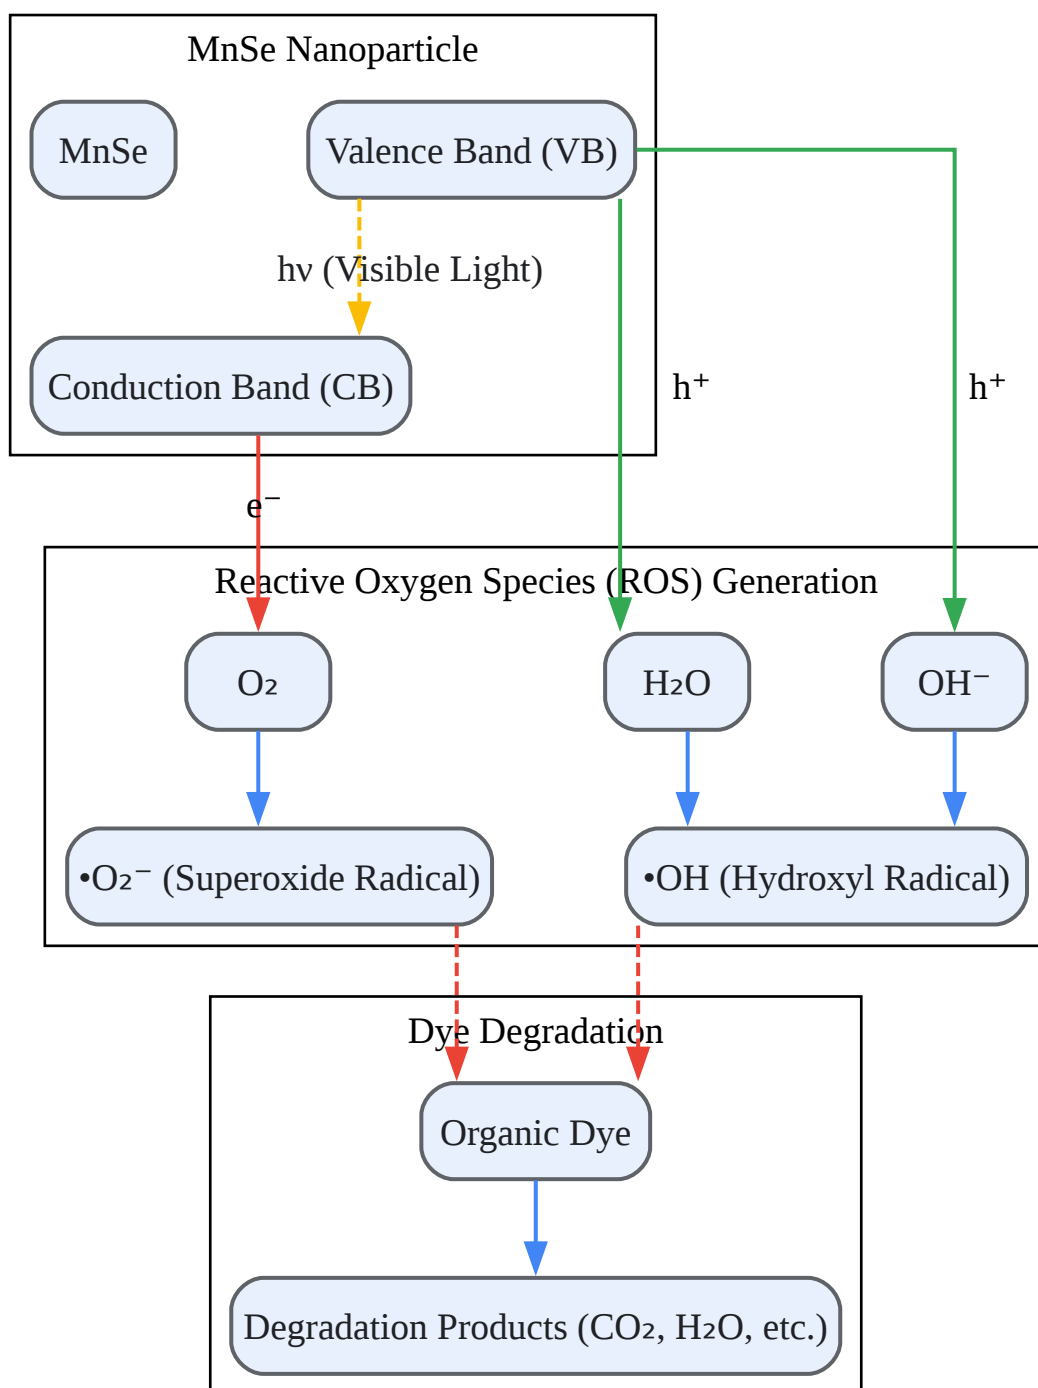 MnSe Nanoparticle
MnSe
Valence Band (VB)
hν (Visible Light)
Conduction Band (CB)
h⁺
h⁺
e⁻
Reactive Oxygen Species (ROS) Generation
O₂
H₂O
OH⁻
•O₂⁻ (Superoxide Radical)
•OH (Hydroxyl Radical)
Dye Degradation
Organic Dye
Degradation Products (CO₂, H₂O, etc.)